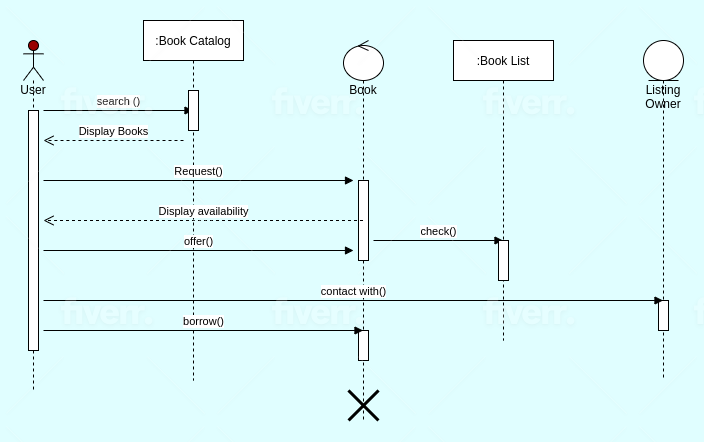 :Book Catalog
:Book List
User
Book
Listing
Owner
search ()
Display Books
Request()
Display availability
check()
offer()
contact with()
borrow()
fiverr.
fiverr.
fiverr.
fiverr.
fiverr.
fiverr.